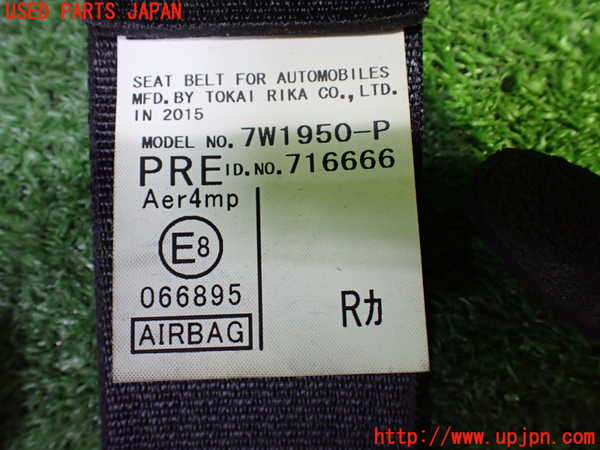 USED PARTS JAPAN
SEAT BELT FOR AUTOMOBILES
MFD. BY TOKAI RIKA CO., LTD.
IN 2015
MODEL NO. 7W1950-P
PRE ID. NO. 716666
Aer4mp
E8
066895
AIRBAG
Rカ
http://www.upjpn.com